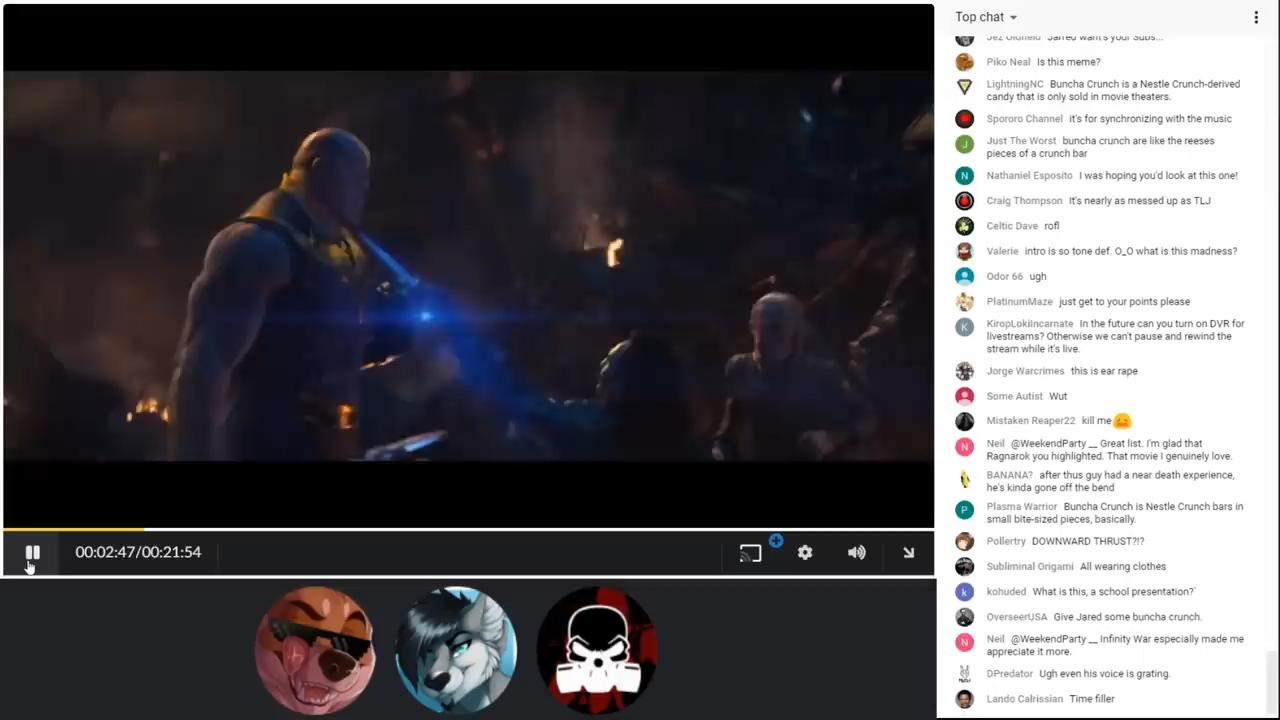 Top chat
Jez Oldfield Jarred want's your Subs...
Piko Neal Is this meme?
LightningNC Buncha Crunch is a Nestle Crunch-derived
candy that is only sold in movie theaters.
Spororo Channel it's for synchronizing with the music
J
Just The Worst buncha crunch are like the reeses
pieces of a crunch bar
N
Nathaniel Esposito I was hoping you'd look at this one!
Craig Thompson It's nearly as messed up as TLJ
Celtic Dave rofl
Valerie intro is so tone def. O_O what is this madness?
Odor 66 ugh
PlatinumMaze just get to your points please
K
KiropLokiIncarnate In the future can you turn on DVR for
livestreams? Otherwise we can't pause and rewind the
stream while it's live.
Jorge Warcrimes this is ear rape
Some Autist Wut
Mistaken Reaper22 kill me
N
Neil @WeekendParty __ Great list. I'm glad that
Ragnarok you highlighted. That movie I genuinely love.
BANANA? after thus guy had a near death experience,
he's kinda gone off the bend
P
Plasma Warrior Buncha Crunch is Nestle Crunch bars in
small bite-sized pieces, basically.
Pollertry DOWNWARD THRUST?!?
Subliminal Origami All wearing clothes
k
kohuded What is this, a school presentation?`
OverseerUSA Give Jared some buncha crunch.
N
Neil @WeekendParty __ Infinity War especially made me
appreciate it more.
DPredator Ugh even his voice is grating.
Lando Calrissian Time filler
00:02:47/00:21:54